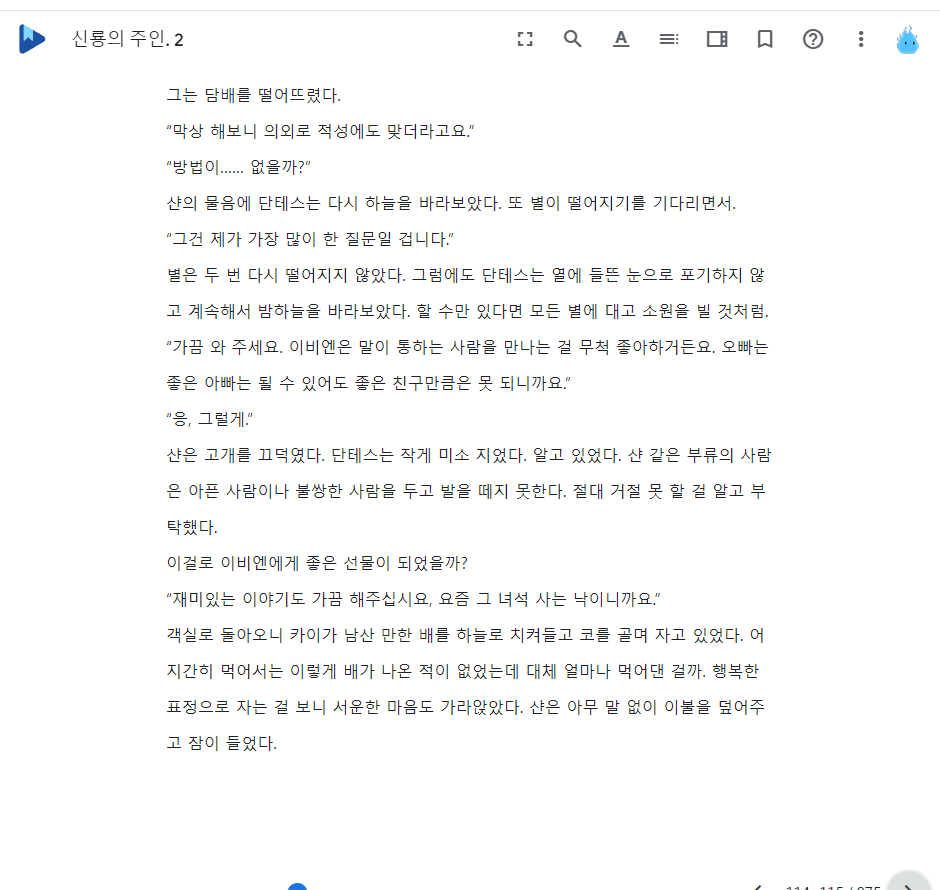 신룡의 주인. 2
그는 담배를 떨어뜨렸다.
“막상 해보니 의외로 적성에도 맞더라고요.”
“방법이…… 없을까?”
샨의 물음에 단테스는 다시 하늘을 바라보았다. 또 별이 떨어지기를 기다리면서.
“그건 제가 가장 많이 한 질문일 겁니다.”
별은 두 번 다시 떨어지지 않았다. 그럼에도 단테스는 열에 들뜬 눈으로 포기하지 않
고 계속해서 밤하늘을 바라보았다. 할 수만 있다면 모든 별에 대고 소원을 빌 것처럼.
“가끔 와 주세요. 이비엔은 말이 통하는 사람을 만나는 걸 무척 좋아하거든요. 오빠는
좋은 아빠는 될 수 있어도 좋은 친구만큼은 못 되니까요.”
“응, 그럴게.”
샨은 고개를 끄덕였다. 단테스는 작게 미소 지었다. 알고 있었다. 샨 같은 부류의 사람
은 아픈 사람이나 불쌍한 사람을 두고 발을 떼지 못한다. 절대 거절 못 할 걸 알고 부
탁했다.
이걸로 이비엔에게 좋은 선물이 되었을까?
“재미있는 이야기도 가끔 해주십시요, 요즘 그 녀석 사는 낙이니까요.”
객실로 돌아오니 카이가 남산 만한 배를 하늘로 치켜들고 코를 골며 자고 있었다. 어
지간히 먹어서는 이렇게 배가 나온 적이 없었는데 대체 얼마나 먹어댄 걸까. 행복한
표정으로 자는 걸 보니 서운한 마음도 가라앉았다. 샨은 아무 말 없이 이불을 덮어주
고 잠이 들었다.